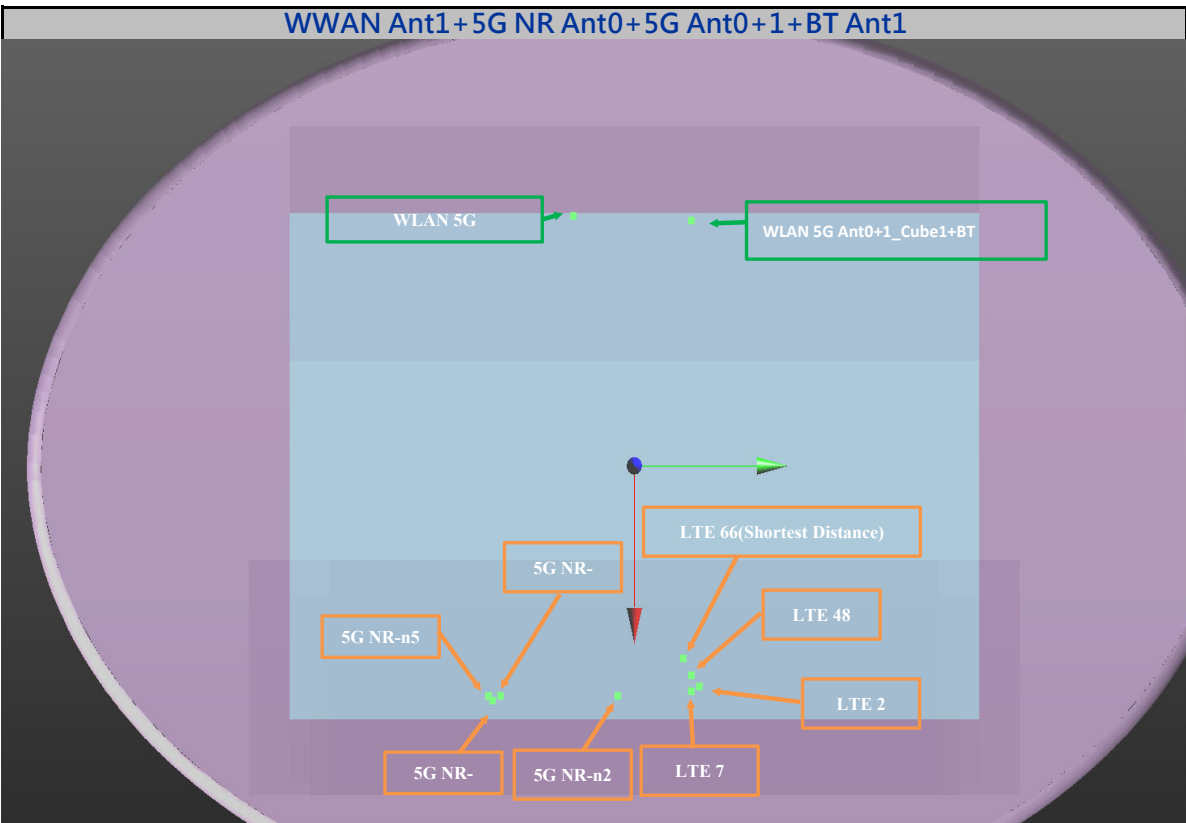 WWAN Ant1+5G NR Ant0+5G Ant0+1+BT Ant1
WLAN 5G
WLAN 5G Ant0+1_Cube1+BT
LTE 66(Shortest Distance)
5G NR-
LTE 48
5G NR-n5
LTE 2
5G NR-
5G NR-n2
LTE 7